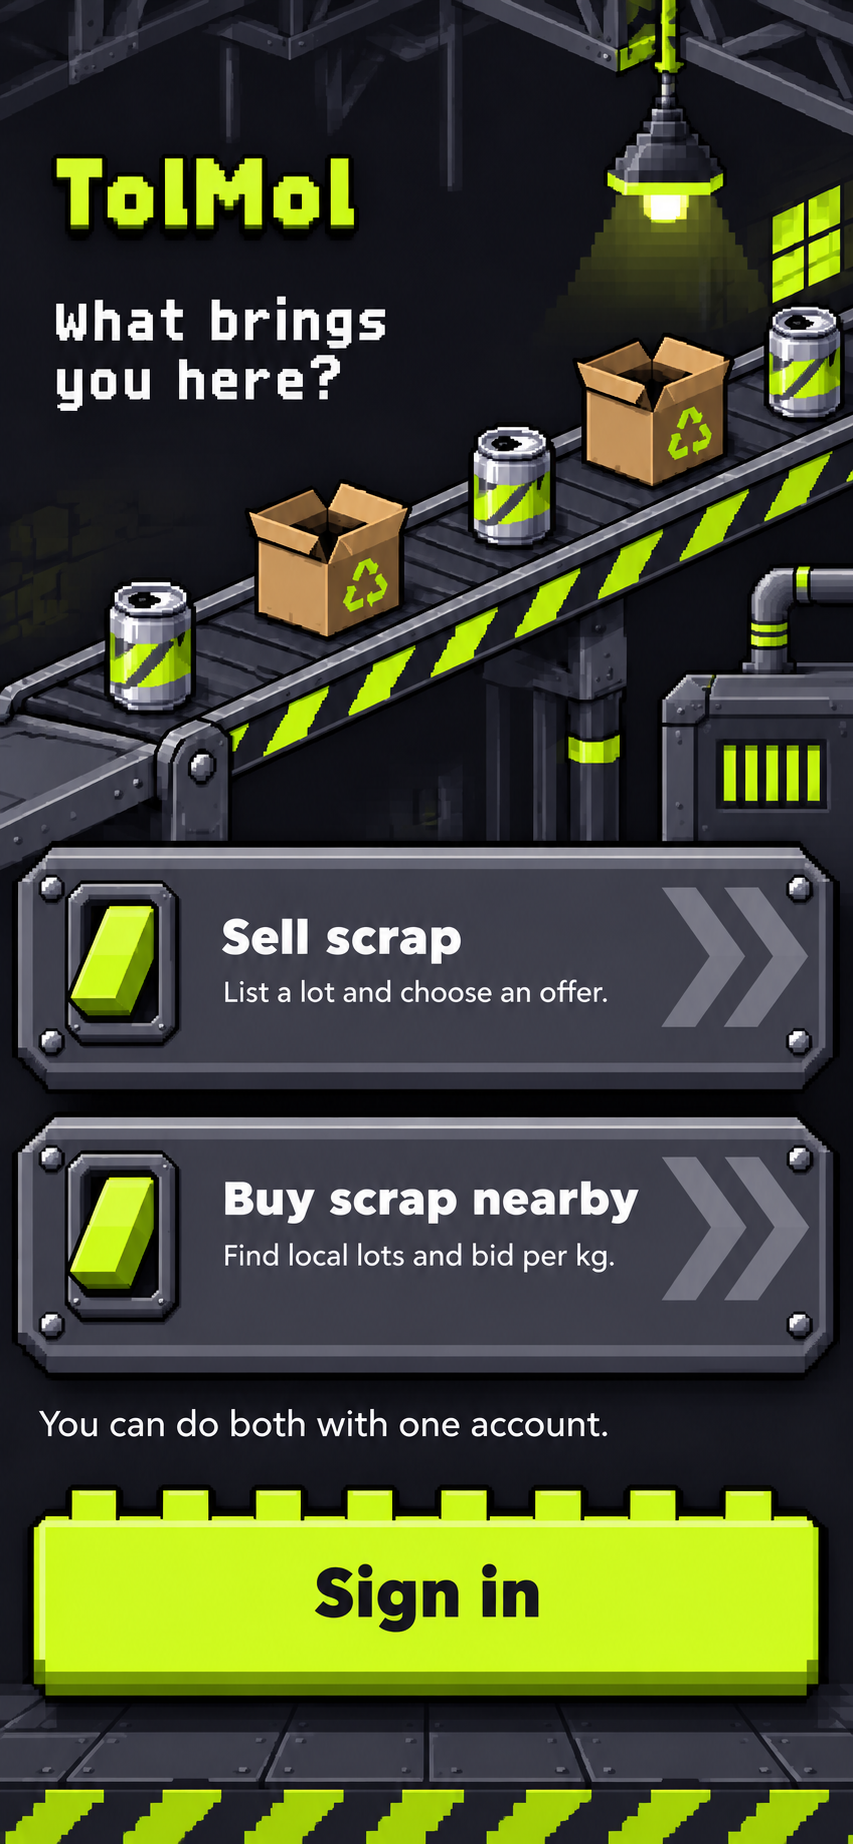 TolMol
What brings
you here?
Sell scrap
List a lot and choose an offer.
Buy scrap nearby
Find local lots and bid per kg.
You can do both with one account.
Sign in